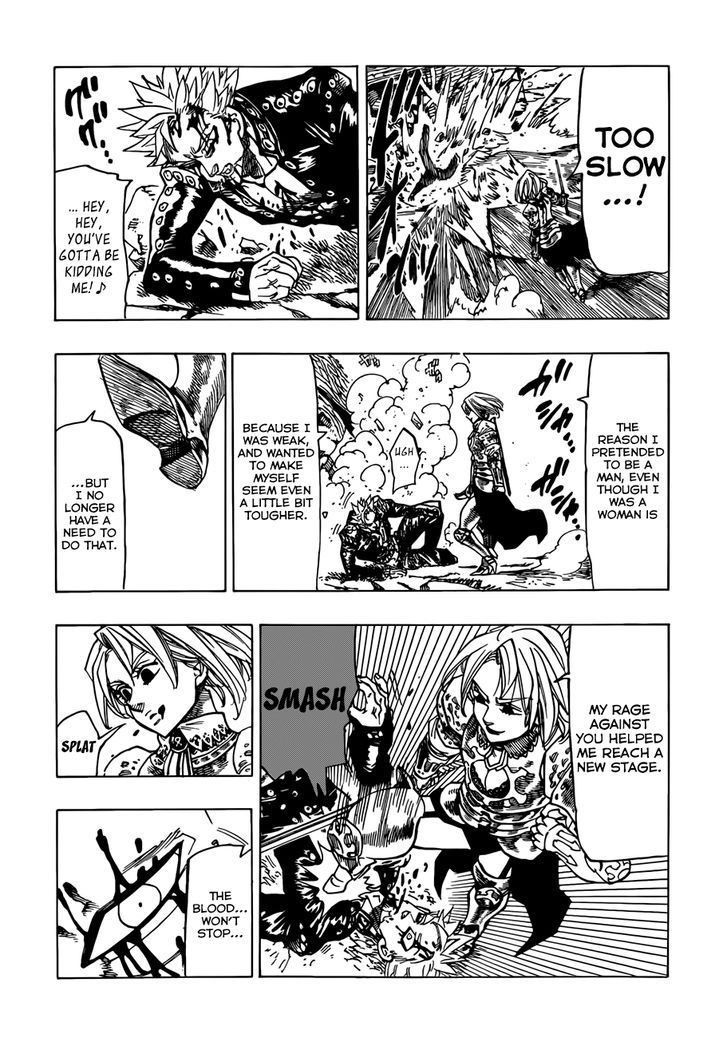 TOO
SLOW
...!
... HEY,
HEY,
YOU'VE
GOTTA BE
KIDDING
ME!♪
THE
REASON I
PRETENDED
TO BE
A MAN, EVEN
THOUGH I
WAS A
WOMAN IS
UGH
...
BECAUSE I
WAS WEAK,
AND WANTED
TO MAKE
MYSELF
SEEM EVEN
A LITTLE BIT
TOUGHER.
...BUT
I NO
LONGER
HAVE A
NEED TO
DO THAT.
MY RAGE
AGAINST
YOU HELPED
ME REACH A
NEW STAGE.
SMASH
SPLAT
THE
BLOOD...
WON'T
STOP...